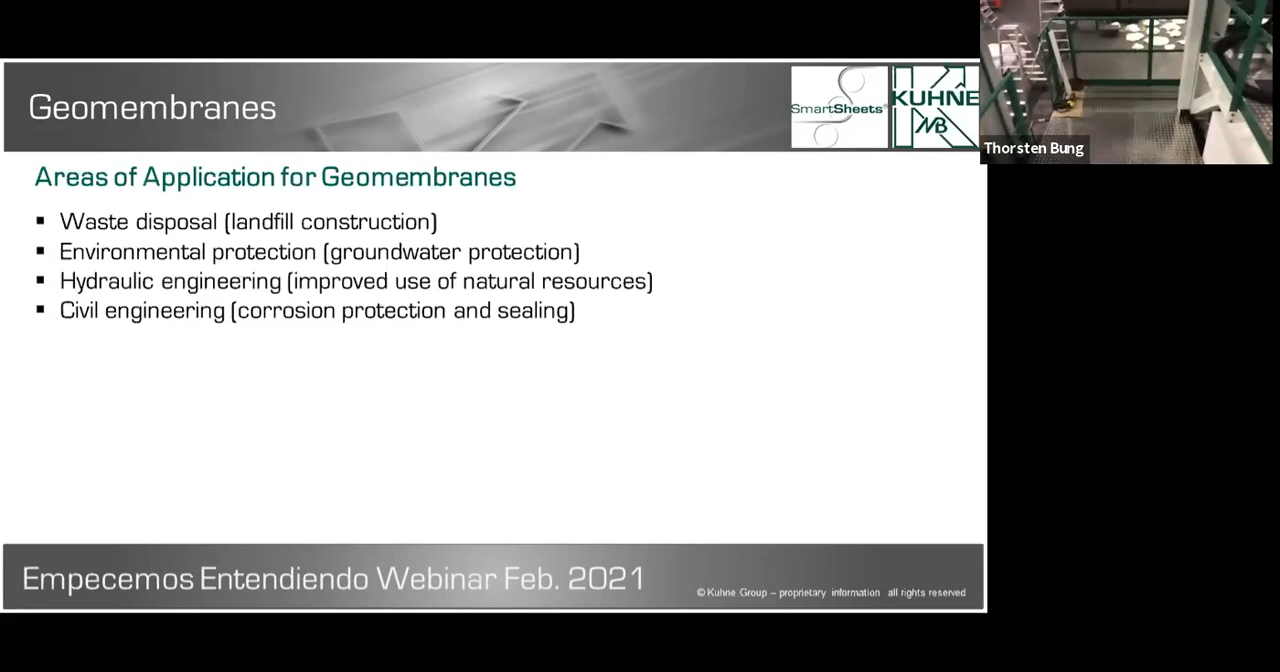 Geomembranes
SmartSheets®
KUHNE
Thorsten Bung
Areas of Application for Geomembranes
▪ Waste disposal (landfill construction)
▪ Environmental protection (groundwater protection)
▪ Hydraulic engineering (improved use of natural resources)
▪ Civil engineering (corrosion protection and sealing)
Empecemos Entendiendo Webinar Feb. 2021
© Kuhne Group – proprietary information all rights reserved